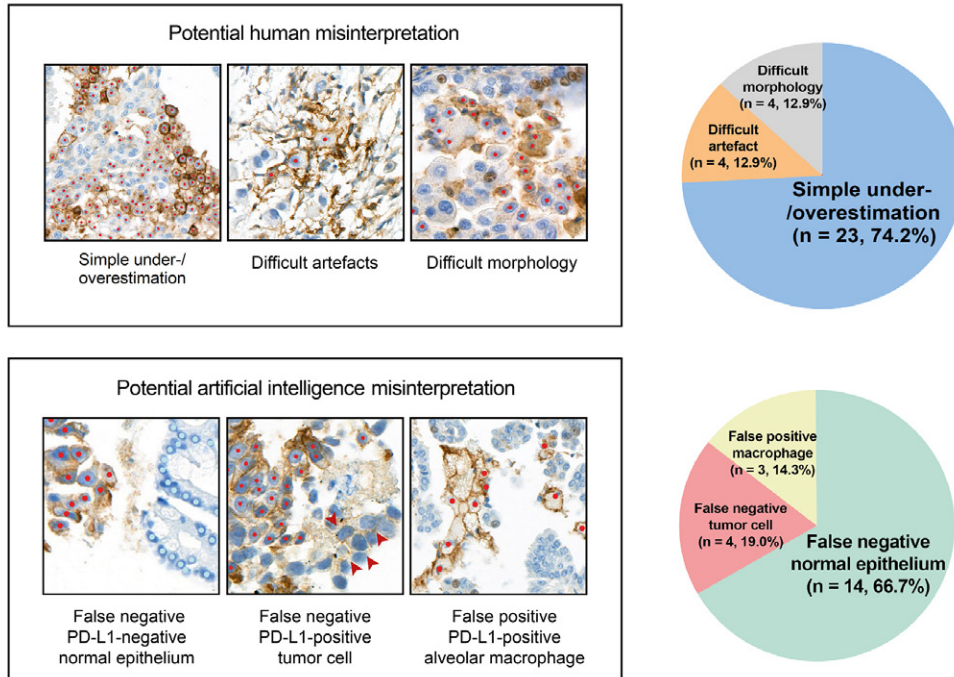 Potential human misinterpretation
Simple under-/
overestimation
Difficult artefacts
Difficult morphology
Difficult
morphology
(n = 4, 12.9%)
Difficult
artefact
(n = 4, 12.9%)
Simple under-
/overestimation
(n = 23, 74.2%)
Potential artificial intelligence misinterpretation
False negative
PD-L1-negative
normal epithelium
False negative
PD-L1-positive
tumor cell
False positive
PD-L1-positive
alveolar macrophage
False positive
macrophage
(n = 3, 14.3%)
False negative
tumor cell
(n = 4, 19.0%)
False negative
normal epithelium
(n = 14, 66.7%)